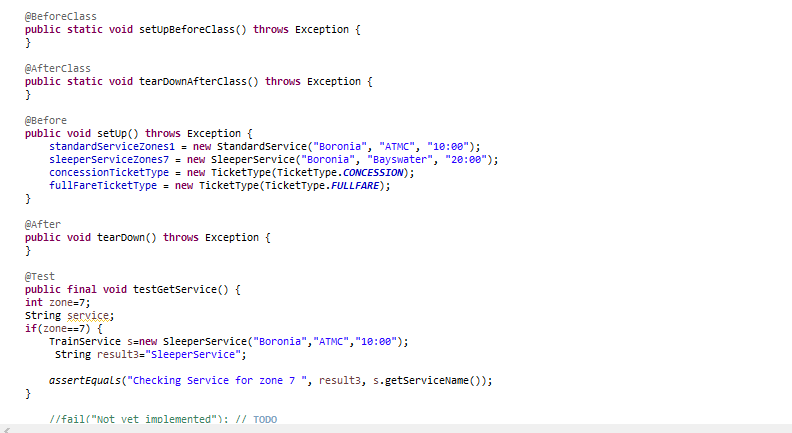 @BeforeClass
public static void setUpBeforeClass() throws Exception {
}
@AfterClass
public static void tearDownAfterClass() throws Exception {
}
@Before
public void setUp() throws Exception {
standardServiceZones1 = new StandardService("Boronia", "ATMC", "10:00");
sleeperServiceZones7 = new SleeperService("Boronia", "Bayswater", "20:00");
concessionTicketType = new TicketType(TicketType.CONCESSION);
fullFareTicketType = new TicketType(TicketType.FULLFARE);
}
@After
public void tearDown() throws Exception {
}
@Test
public final void testGetService() {
int zone=7;
String service;
if(zone==7) {
TrainService s=new SleeperService("Boronia","ATMC","10:00");
String result3="SleeperService";
assertEquals("Checking Service for zone 7 ", result3, s.getServiceName());
}
//fail("Not yet implemented"); // TODO